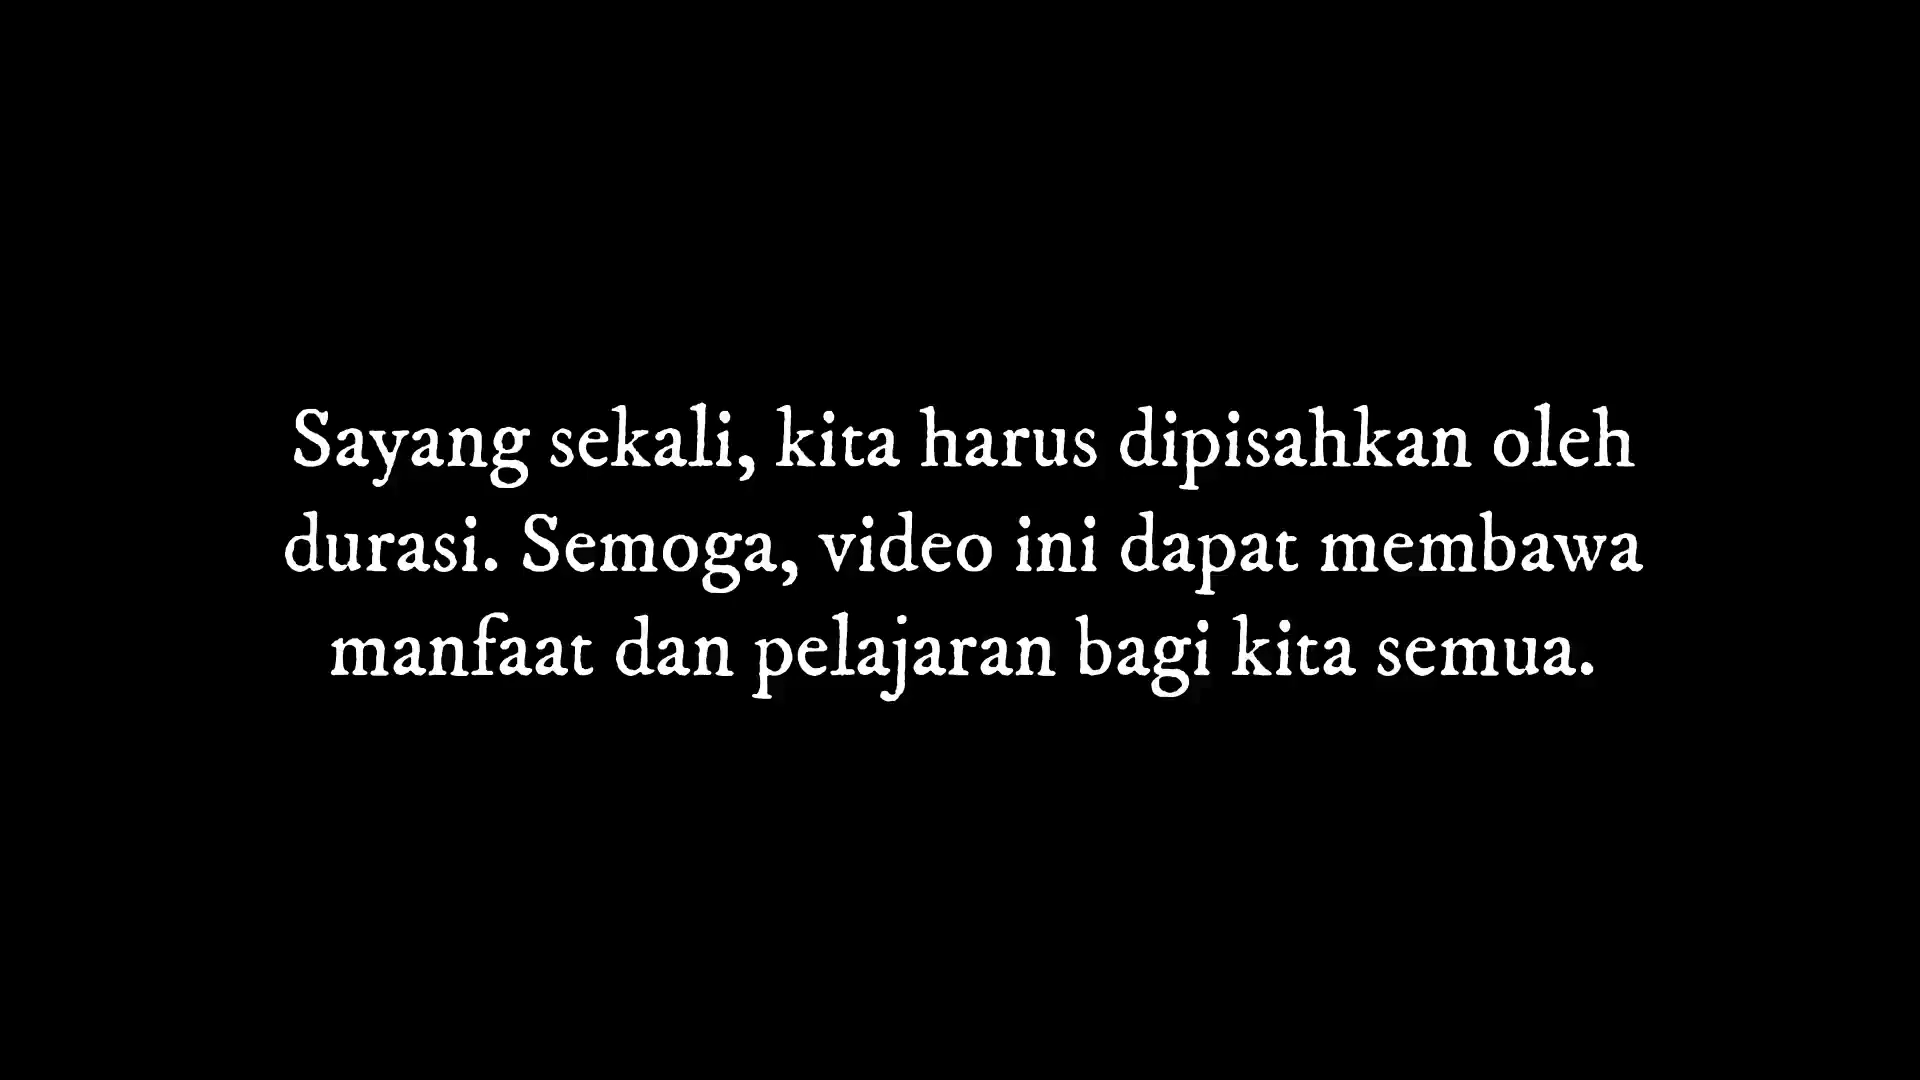 Sayang sekali, kita harus dipisahkan oleh
durasi. Semoga, video ini dapat membawa
manfaat dan pelajaran bagi kita semua.